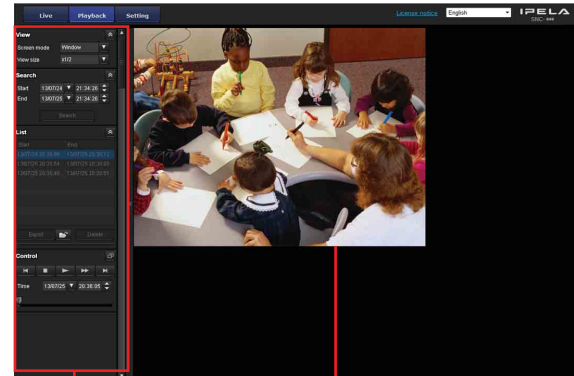 Live Playback Setting License notice English IPELA
SNC-***
View
Screen mode Window
View size x1/2
Search
Start 13/07/24 21:34:26
End 13/07/25 21:34:26
Search
List
Start End
Export Delete
Control
Time 13/07/25 20:38:05